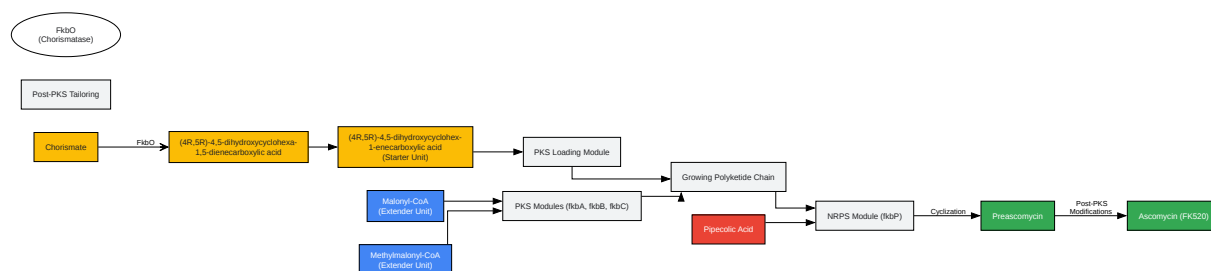 FkbO
(Chorismatase)
Post-PKS Tailoring
Chorismate
FkbO
(4R,5R)-4,5-dihydroxycyclohexa-
1,5-dienecarboxylic acid
(4R,5R)-4,5-dihydroxycyclohex-
1-enecarboxylic acid
(Starter Unit)
PKS Loading Module
Growing Polyketide Chain
Malonyl-CoA
(Extender Unit)
PKS Modules (fkbA, fkbB, fkbC)
Methylmalonyl-CoA
(Extender Unit)
Pipecolic Acid
NRPS Module (fkbP)
Cyclization
Preascomycin
Post-PKS
Modifications
Ascomycin (FK520)